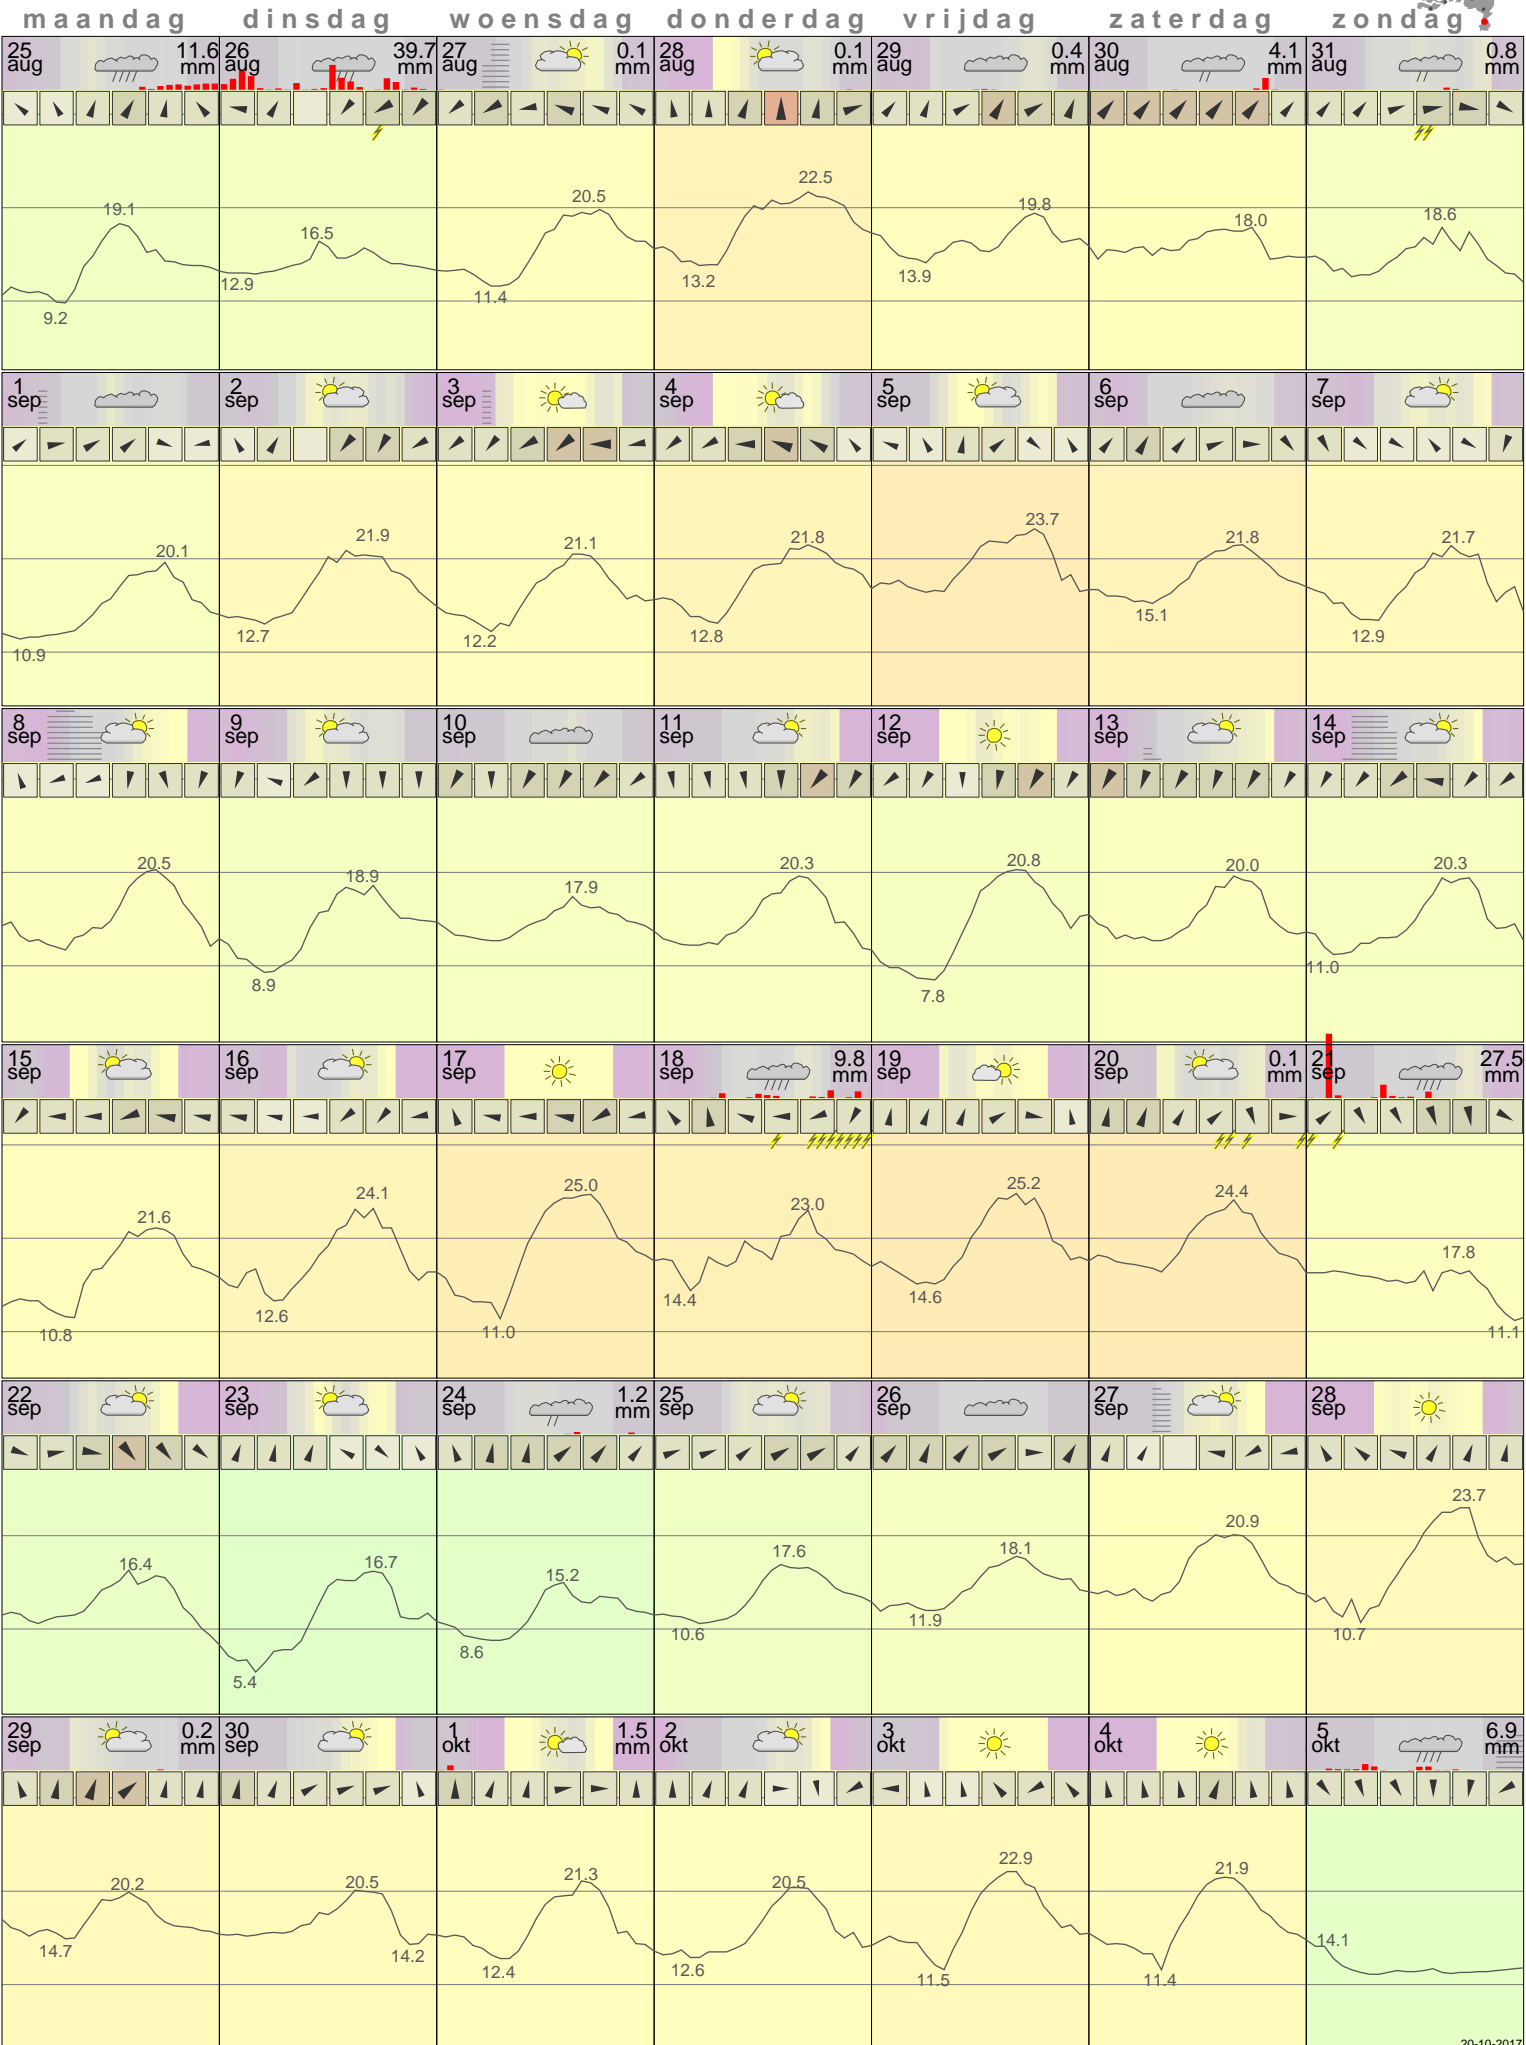 maandag dinsdag woensdag donderdag vrijdag zaterdag zondag
25 aug 11.6 mm 26 aug 39.7 mm 27 aug 0.1 mm 28 aug 0.1 mm 29 aug 0.4 mm 30 aug 4.1 mm 31 aug 0.8 mm
19.1 16.5 20.5 22.5 19.8 18.0 18.6
9.2 12.9 11.4 13.2 13.9
1 sep 2 sep 3 sep 4 sep 5 sep 6 sep 7 sep
20.1 21.9 21.1 21.8 23.7 21.8 21.7
10.9 12.7 12.2 12.8 15.1 12.9
8 sep 9 sep 10 sep 11 sep 12 sep 13 sep 14 sep
20.5 18.9 17.9 20.3 20.8 20.0 20.3
8.9 7.8 11.0
15 sep 16 sep 17 sep 18 sep 9.8 mm 19 sep 20 sep 0.1 mm 21 sep 27.5 mm
21.6 24.1 25.0 23.0 25.2 24.4 17.8
10.8 12.6 11.0 14.4 14.6 11.1
22 sep 23 sep 24 sep 1.2 mm 25 sep 26 sep 27 sep 28 sep
16.4 16.7 15.2 17.6 18.1 20.9 23.7
5.4 8.6 10.6 11.9 10.7
29 sep 0.2 mm 30 sep 1 okt 1.5 mm 2 okt 3 okt 4 okt 5 okt 6.9 mm
20.2 20.5 21.3 20.5 22.9 21.9 14.1
14.7 14.2 12.4 12.6 11.5 11.4
20-10-2017